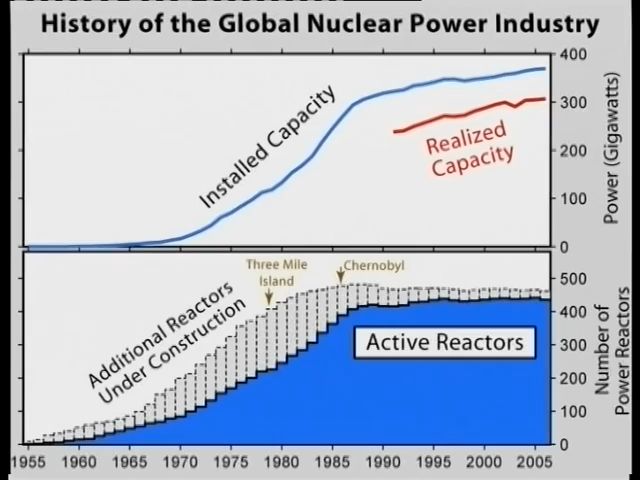 History of the Global Nuclear Power Industry
400
300
200
100
0
Power (Gigawatts)
Installed Capacity
Realized
Capacity
Three Mile
Island
Chernobyl
Additional Reactors
Under Construction
Active Reactors
500
400
300
200
100
0
Number of
Power Reactors
1955 1960 1965 1970 1975 1980 1985 1990 1995 2000 2005